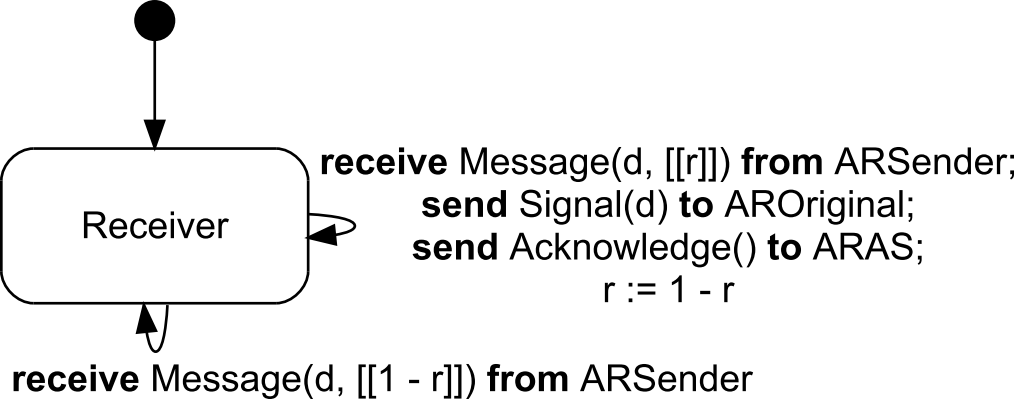 receive Message(d, [[r]]) from ARSender;
send Signal(d) to AROriginal;
Receiver
send Acknowledge() to ARAS;
r := 1 - r
receive Message(d, [[1 - r]]) from ARSender